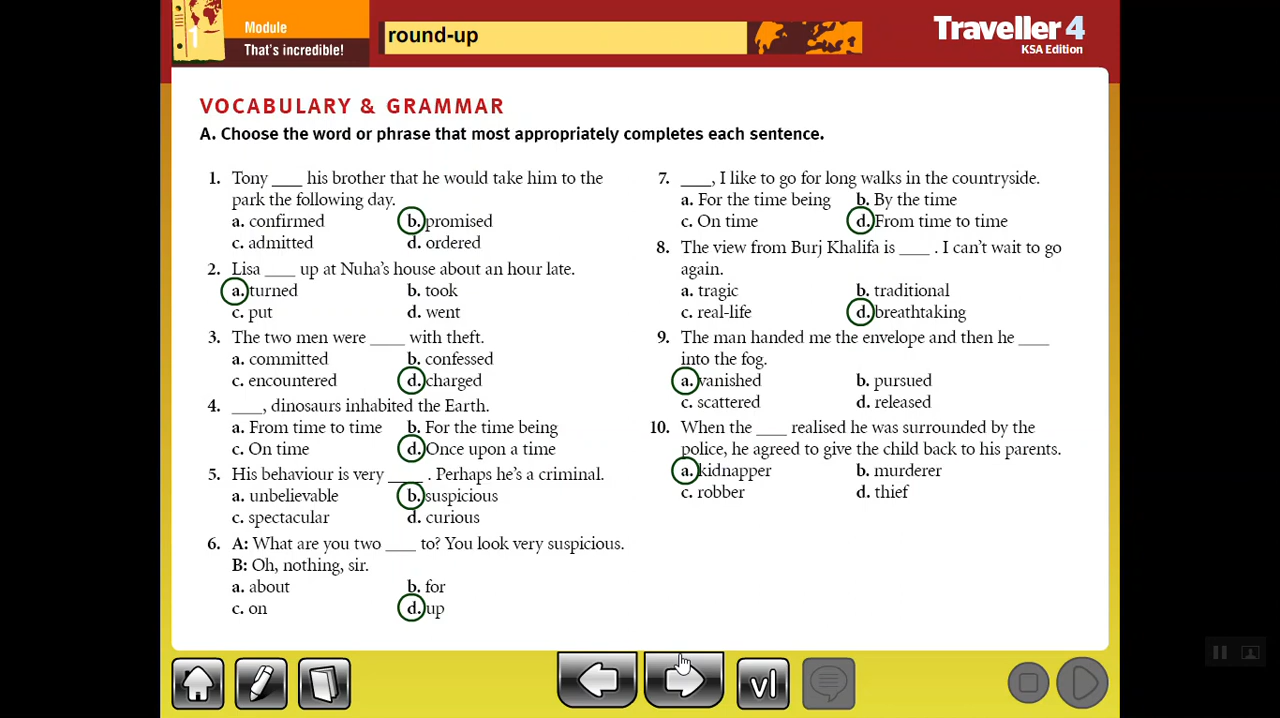 1
Module
That's incredible!
round-up
Traveller 4
KSA Edition
VOCABULARY & GRAMMAR
A. Choose the word or phrase that most appropriately completes each sentence.
1. Tony ____ his brother that he would take him to the
park the following day.
a. confirmed b. promised
c. admitted d. ordered
2. Lisa ____ up at Nuha's house about an hour late.
a. turned b. took
c. put d. went
3. The two men were ____ with theft.
a. committed b. confessed
c. encountered d. charged
4. ____, dinosaurs inhabited the Earth.
a. From time to time b. For the time being
c. On time d. Once upon a time
5. His behaviour is very ____ . Perhaps he's a criminal.
a. unbelievable b. suspicious
c. spectacular d. curious
6. A: What are you two ____ to? You look very suspicious.
B: Oh, nothing, sir.
a. about b. for
c. on d. up
7. ____, I like to go for long walks in the countryside.
a. For the time being b. By the time
c. On time d. From time to time
8. The view from Burj Khalifa is ____ . I can't wait to go
again.
a. tragic b. traditional
c. real-life d. breathtaking
9. The man handed me the envelope and then he ____
into the fog.
a. vanished b. pursued
c. scattered d. released
10. When the ____ realised he was surrounded by the
police, he agreed to give the child back to his parents.
a. kidnapper b. murderer
c. robber d. thief
vl